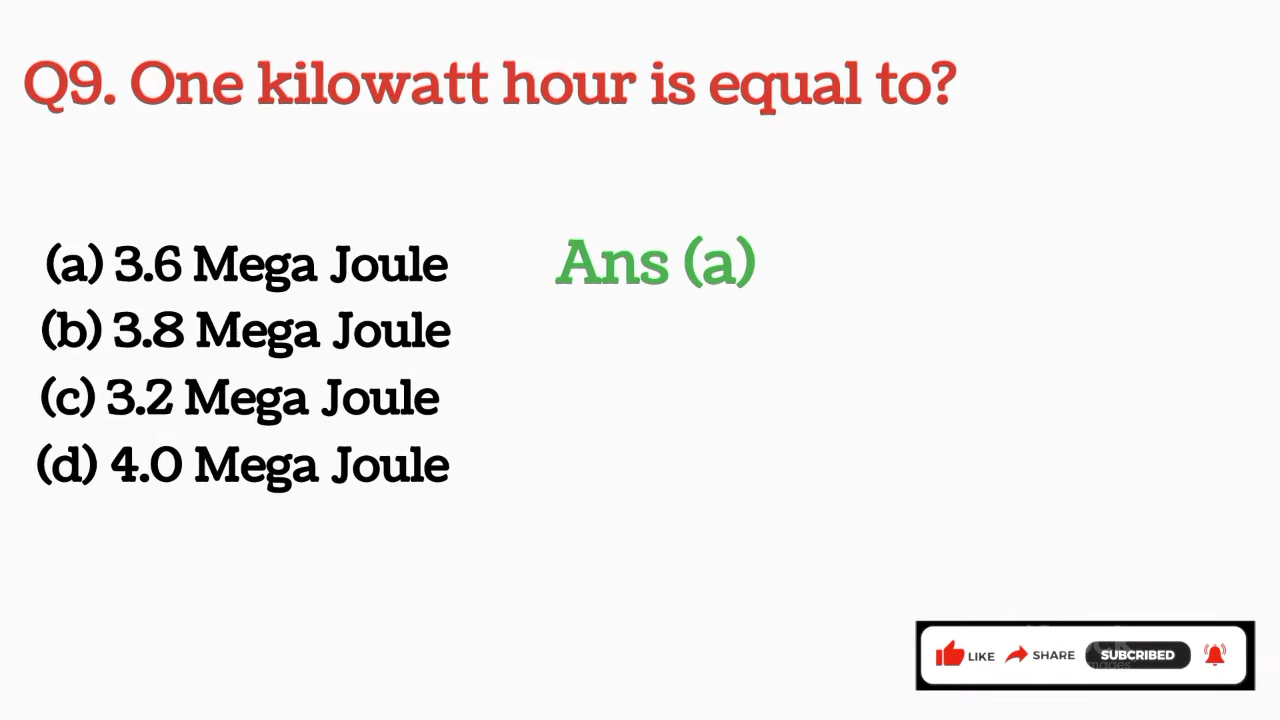 Q9. One kilowatt hour is equal to?
(a) 3.6 Mega Joule Ans (a)
(b) 3.8 Mega Joule
(c) 3.2 Mega Joule
(d) 4.0 Mega Joule
LIKE SHARE SUBCRIBED